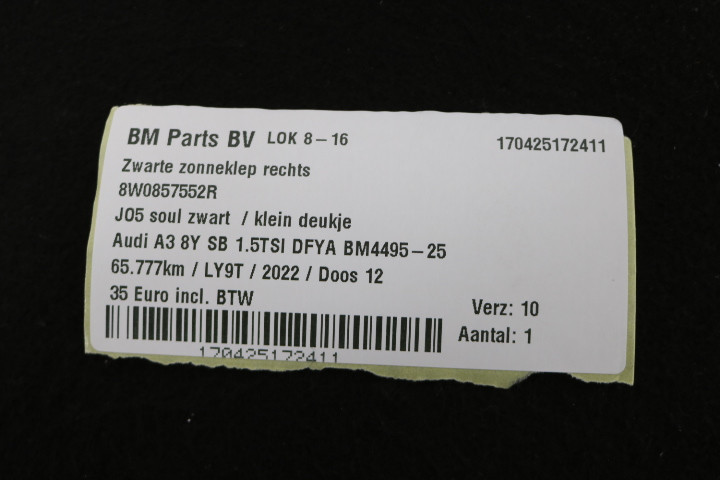 BM Parts BV LOK 8-16 170425172411
Zwarte zonneklep rechts
8W0857552R
J05 soul zwart / klein deukje
Audi A3 8Y SB 1.5TSI DFYA BM4495-25
65.777km / LY9T / 2022 / Doos 12
35 Euro incl. BTW
Verz: 10
Aantal: 1
170425172411